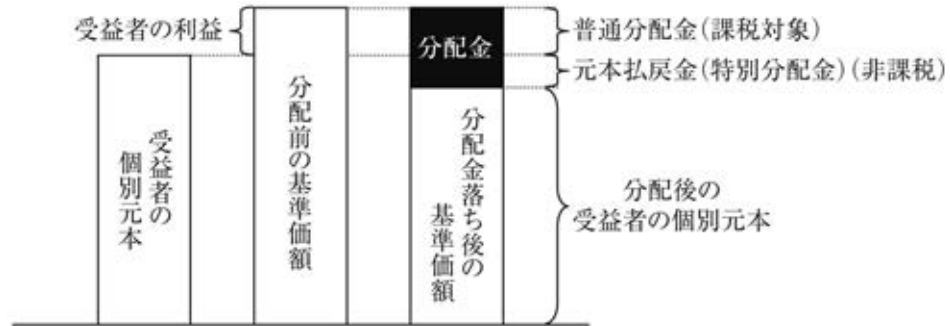 受益者の利益
分配金
普通分配金(課税対象)
元本払戻金(特別分配金)(非課税)
受益者の
個別元本
分配前の基準価額
分配金落ち後の
基準価額
分配後の
受益者の個別元本